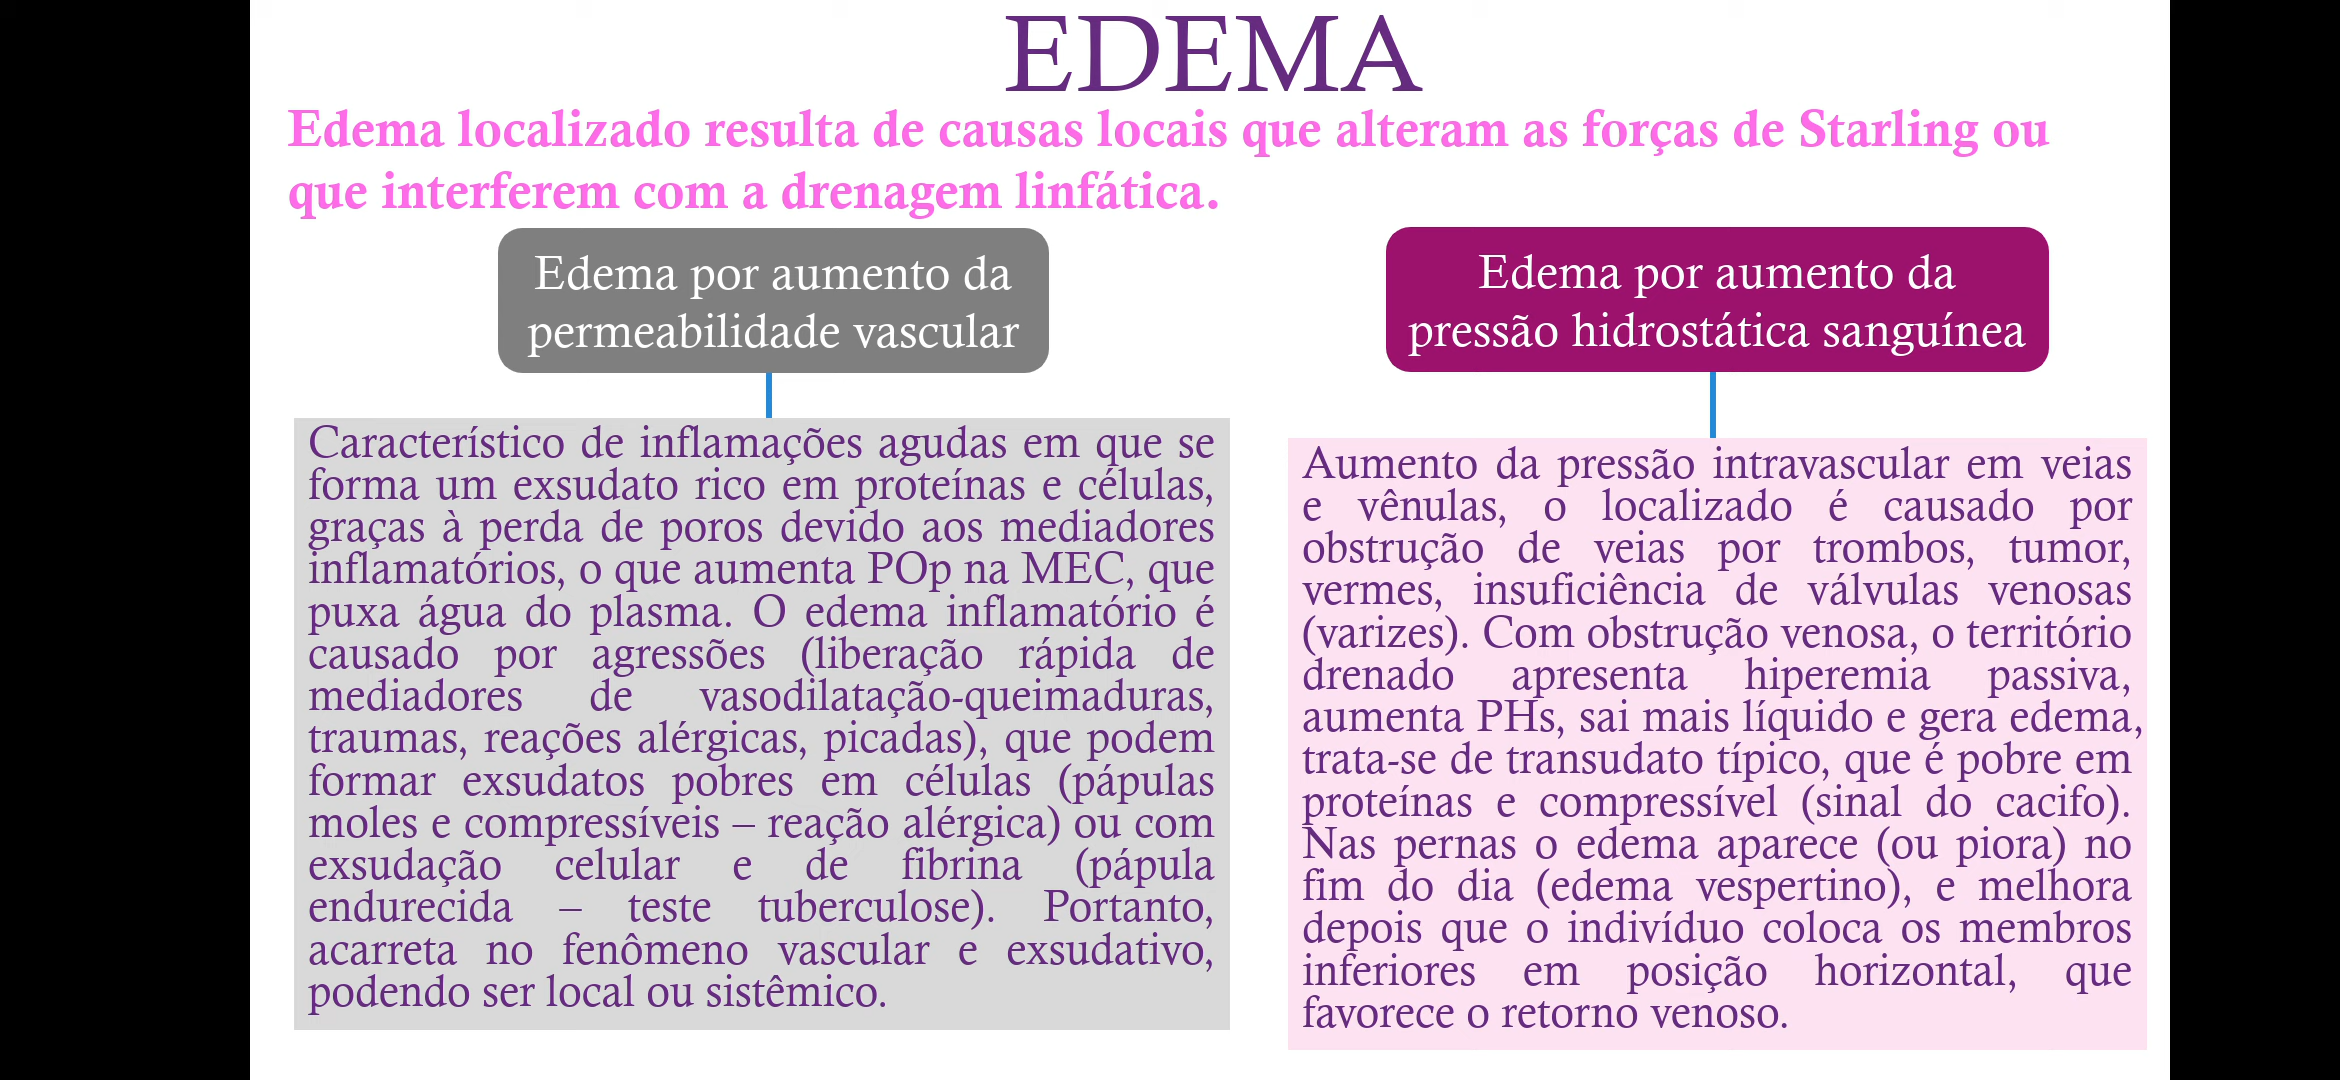 EDEMA
Edema localizado resulta de causas locais que alteram as forças de Starling ou
que interferem com a drenagem linfática.
Edema por aumento da
permeabilidade vascular
Característico de inflamações agudas em que se
forma um exsudato rico em proteínas e células,
graças à perda de poros devido aos mediadores
inflamatórios, o que aumenta POp na MEC, que
puxa água do plasma. O edema inflamatório é
causado por agressões (liberação rápida de
mediadores de vasodilatação-queimaduras,
traumas, reações alérgicas, picadas), que podem
formar exsudatos pobres em células (pápulas
moles e compressíveis – reação alérgica) ou com
exsudação celular e de fibrina (pápula
endurecida – teste tuberculose). Portanto,
acarreta no fenômeno vascular e exsudativo,
podendo ser local ou sistêmico.
Edema por aumento da
pressão hidrostática sanguínea
Aumento da pressão intravascular em veias
e vênulas, o localizado é causado por
obstrução de veias por trombos, tumor,
vermes, insuficiência de válvulas venosas
(varizes). Com obstrução venosa, o território
drenado apresenta hiperemia passiva,
aumenta PHs, sai mais líquido e gera edema,
trata-se de transudato típico, que é pobre em
proteínas e compressível (sinal do cacifo).
Nas pernas o edema aparece (ou piora) no
fim do dia (edema vespertino), e melhora
depois que o indivíduo coloca os membros
inferiores em posição horizontal, que
favorece o retorno venoso.